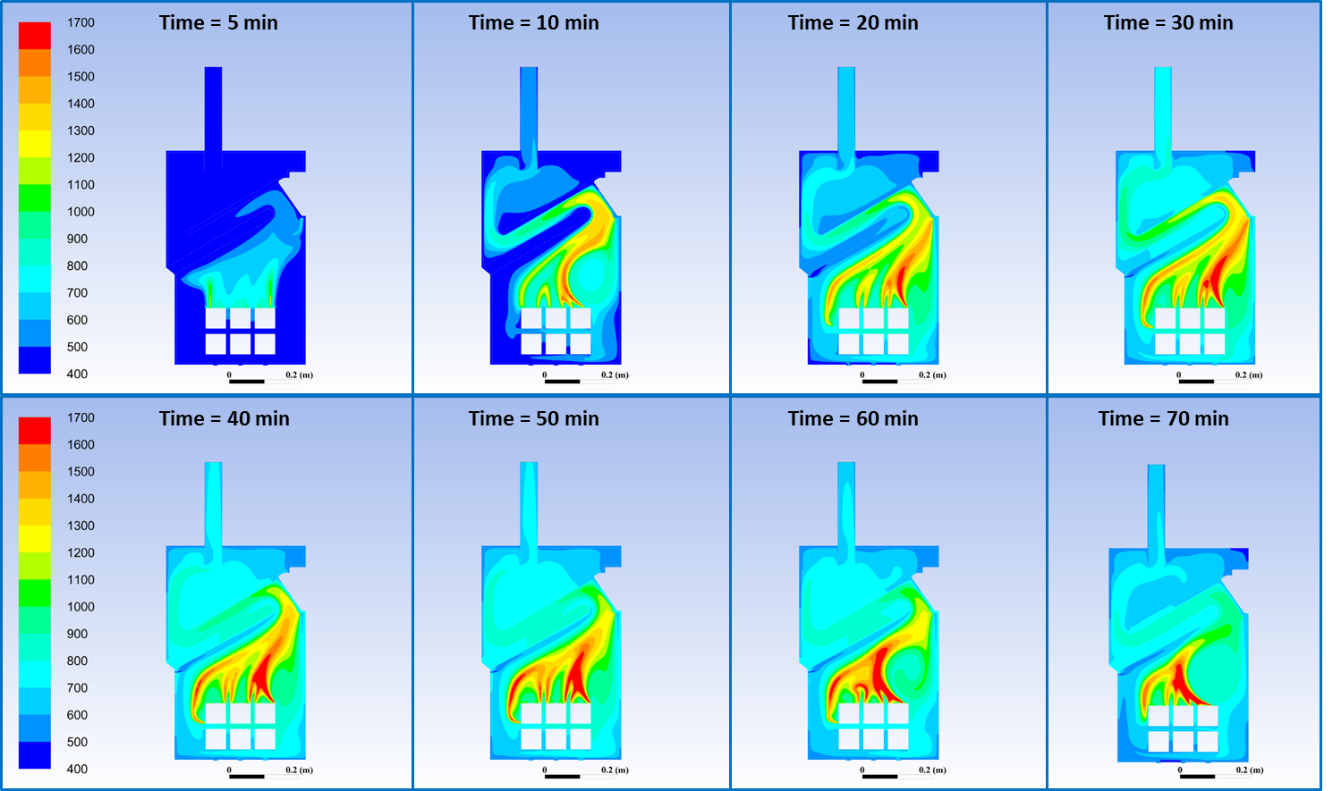 Time = 5 min
Time = 10 min
Time = 20 min
Time = 30 min
1700
1600
1500
1400
1300
1200
1100
1000
900
800
700
600
500
400
0 0.2 (m)
0 0.2 (m)
0 0.2 (m)
0 0.2 (m)
Time = 40 min
Time = 50 min
Time = 60 min
Time = 70 min
1700
1600
1500
1400
1300
1200
1100
1000
900
800
700
600
500
400
0 0.2 (m)
0 0.2 (m)
0 0.2 (m)
0 0.2 (m)